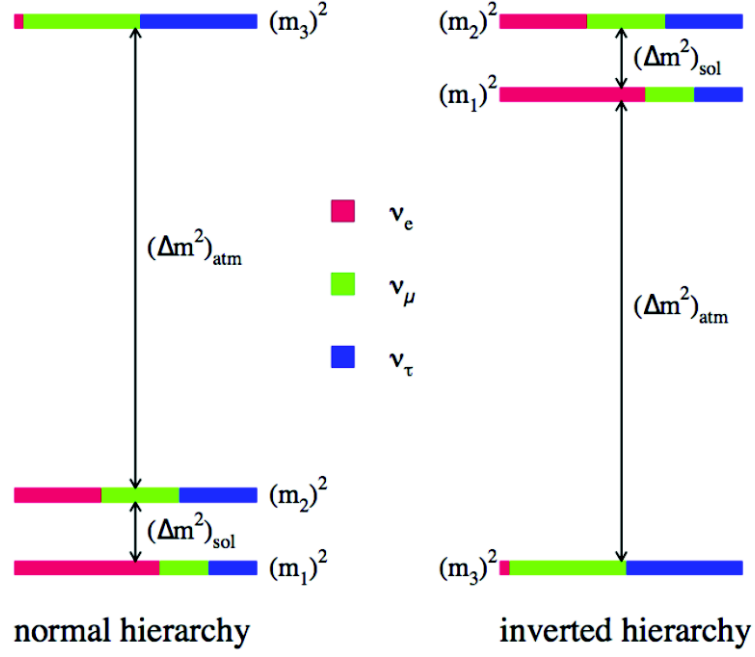 (m₃)²
(m₂)²
(Δm²)sol
(m₁)²
νe
(Δm²)atm
νμ
(Δm²)atm
ντ
(m₂)²
(Δm²)sol
(m₁)²
(m₃)²
normal hierarchy
inverted hierarchy